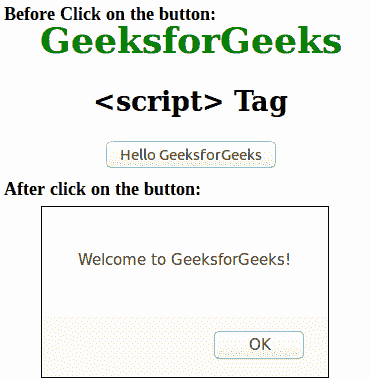 Before Click on the button:
GeeksforGeeks
<script> Tag
Hello GeeksforGeeks
After click on the button:
Welcome to GeeksforGeeks!
OK